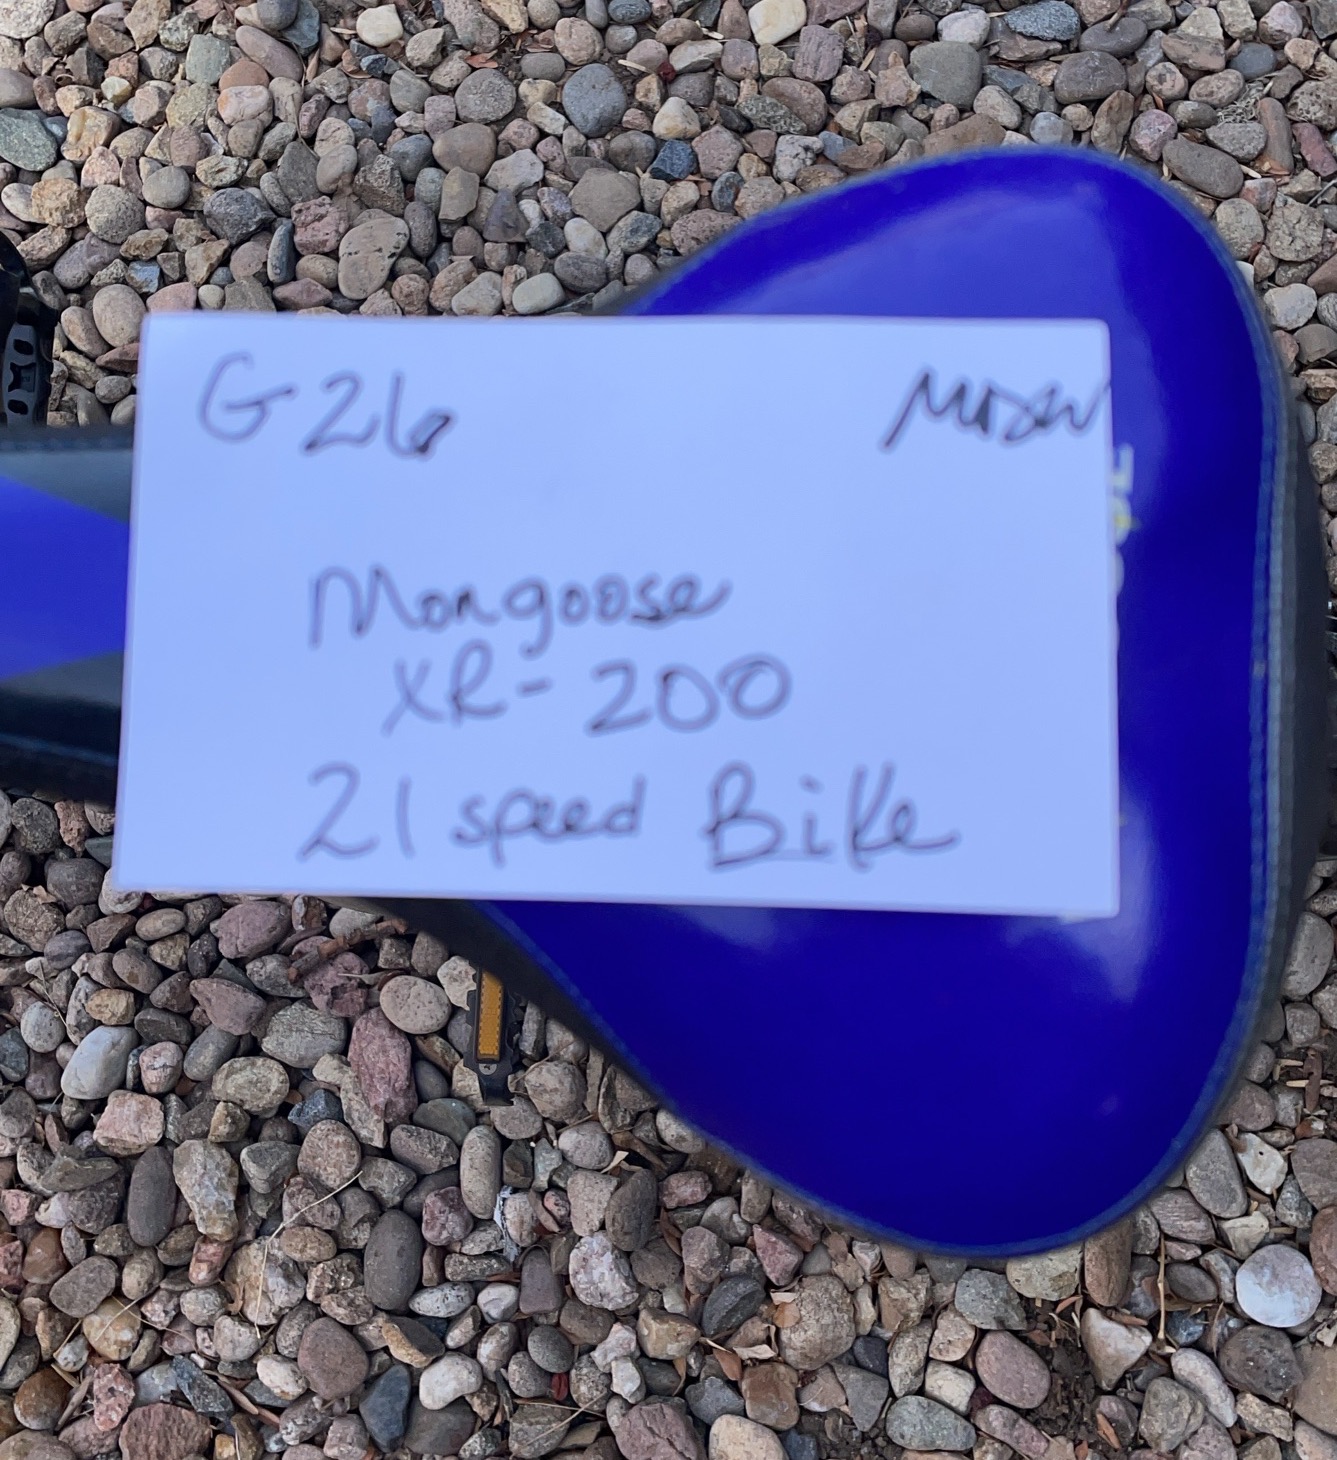 G26
Mongoose
XR-200
21 speed Bike